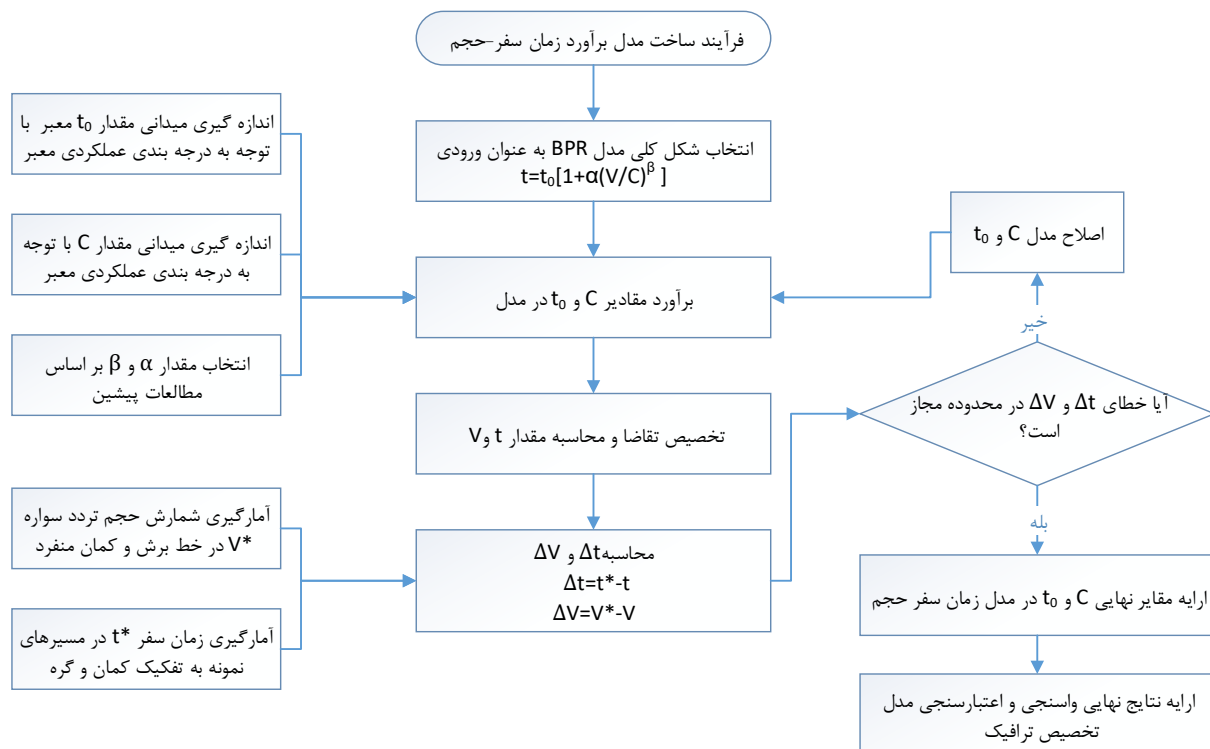 فرآیند ساخت مدل برآورد زمان سفر-حجم
انتخاب شکل کلی مدل BPR به عنوان ورودی
t=t₀[1+α(V/C)^β ]
اندازه گیری میدانی مقدار t₀ معبر با
توجه به درجه بندی عملکردی معبر
اندازه گیری میدانی مقدار C با توجه
به درجه بندی عملکردی معبر
انتخاب مقدار α و β بر اساس
مطالعات پیشین
برآورد مقادیر C و t₀ در مدل
اصلاح مدل C و t₀
خیر
تخصیص تقاضا و محاسبه مقدار t وV
آیا خطای Δt و ΔV در محدوده مجاز
است؟
بله
آمارگیری شمارش حجم تردد سواره
V* در خط برش و کمان منفرد
آمارگیری زمان سفر t* در مسیرهای
نمونه به تفکیک کمان و گره
محاسبهΔt و ΔV
Δt=t*-t
ΔV=V*-V
ارایه مقایر نهایی C و t₀ در مدل زمان سفر حجم
ارایه نتایج نهایی واسنجی و اعتبارسنجی مدل
تخصیص ترافیک